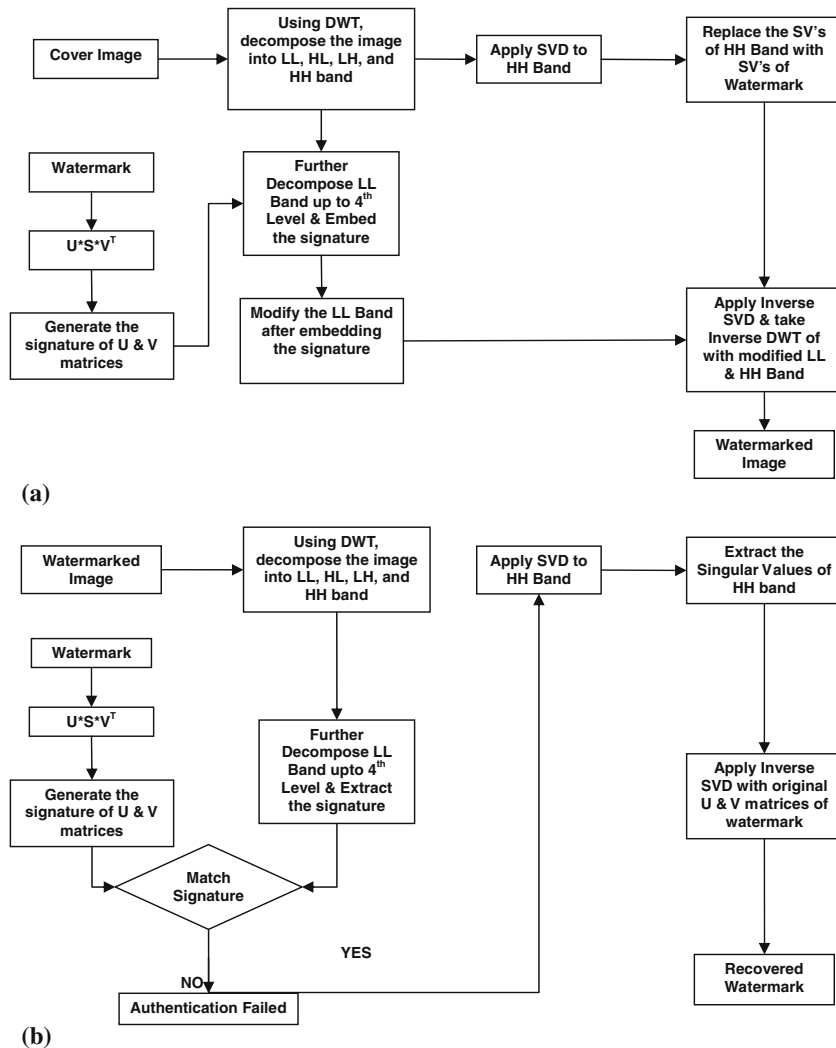 Cover Image
Using DWT,
decompose the image
into LL, HL, LH, and
HH band
Apply SVD to
HH Band
Replace the SV's
of HH Band with
SV's of
Watermark
Watermark
U*S*V^T
Generate the
signature of U & V
matrices
Further
Decompose LL
Band up to 4th
Level & Embed
the signature
Modify the LL Band
after embedding
the signature
Apply Inverse
SVD & take
Inverse DWT of
with modified LL
& HH Band
Watermarked
Image
(a)
Watermarked
Image
Using DWT,
decompose the image
into LL, HL, LH, and
HH band
Apply SVD to
HH Band
Extract the
Singular Values of
HH band
Watermark
U*S*V^T
Generate the
signature of U & V
matrices
Further
Decompose LL
Band upto 4th
Level & Extract
the signature
Apply Inverse
SVD with original
U & V matrices of
watermark
Match
Signature
YES
NO
Authentication Failed
Recovered
Watermark
(b)